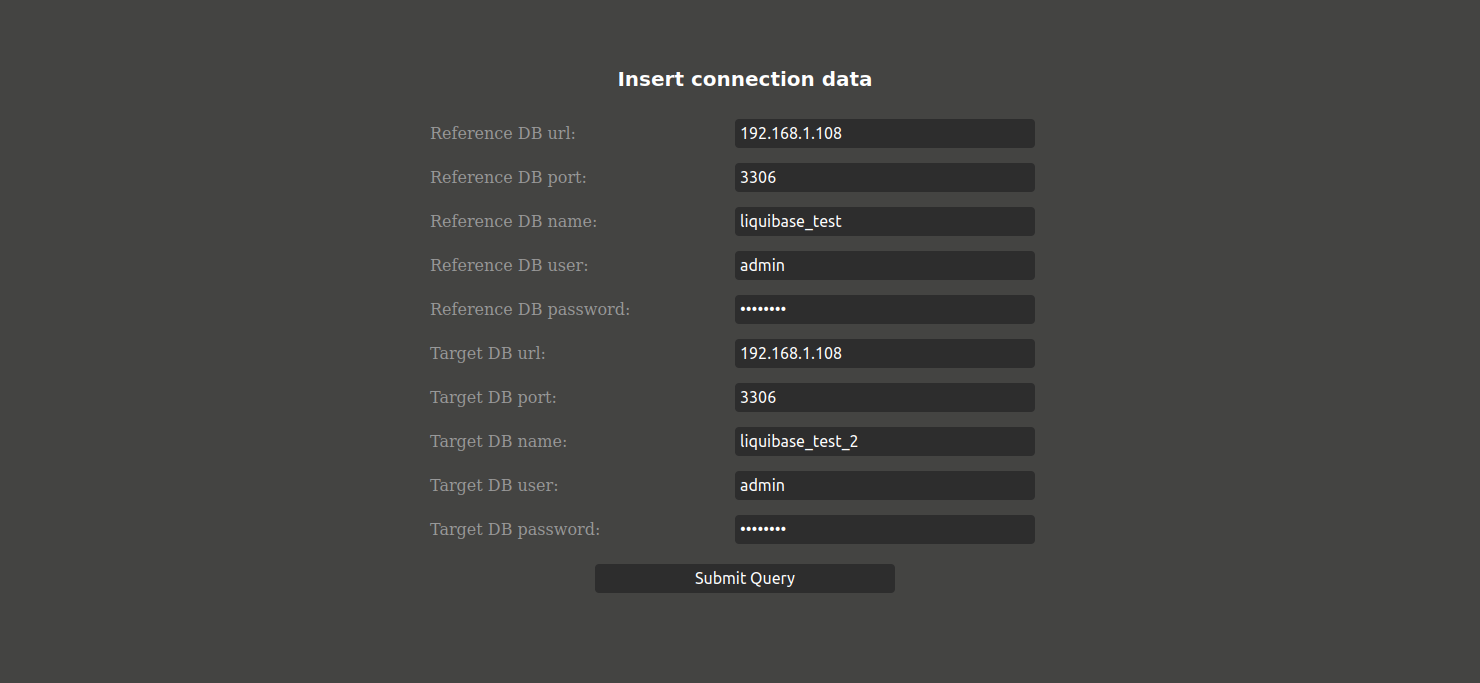 Insert connection data
Reference DB url: 192.168.1.108
Reference DB port: 3306
Reference DB name: liquibase_test
Reference DB user: admin
Reference DB password: ••••••••
Target DB url: 192.168.1.108
Target DB port: 3306
Target DB name: liquibase_test_2
Target DB user: admin
Target DB password: ••••••••
Submit Query